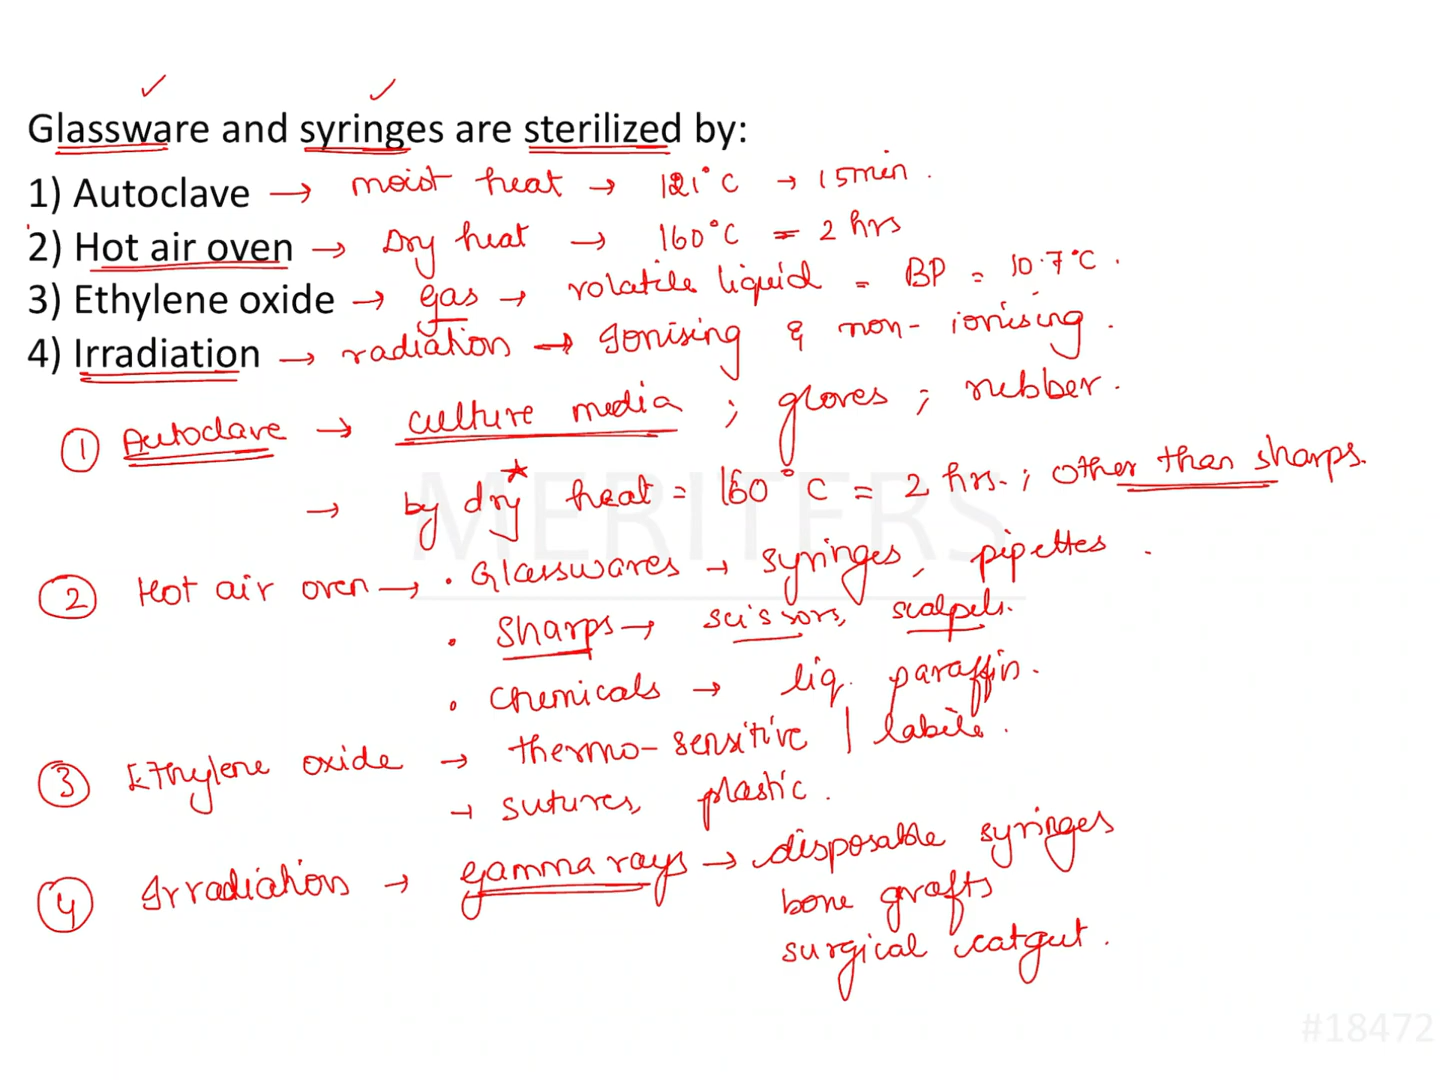 Glassware and syringes are sterilized by:
1) Autoclave → moist heat → 121°C → 15min.
2) Hot air oven → Dry heat → 160°C = 2 hrs
3) Ethylene oxide → gas → volatile liquid = BP = 10.7°C.
4) Irradiation → radiation → Ionising & non-ionising.
① Autoclave → culture media ; gloves ; rubber.
→ by dry* heat = 160°C = 2 hrs. ; other than sharps.
② Hot air oven → • Glasswares → syringes, pipettes.
• Sharps → scissors, scalpels.
• Chemicals → liq. paraffin.
③ Ethylene oxide → thermo-sensitive / labile.
→ sutures, plastic.
④ Irradiation → gamma rays → disposable syringes
bone grafts
surgical catgut.
MERITERS
#18472